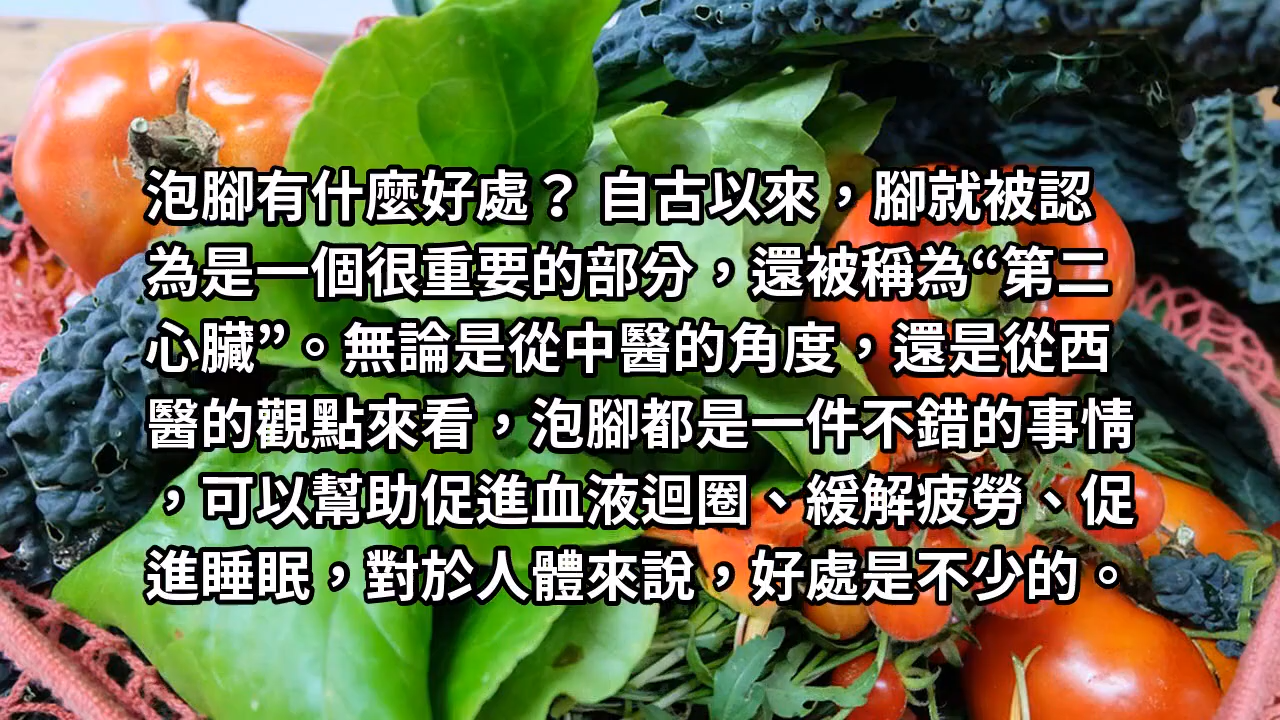 泡腳有什麼好處？ 自古以來，腳就被認
為是一個很重要的部分，還被稱為“第二
心臟”。無論是從中醫的角度，還是從西
醫的觀點來看，泡腳都是一件不錯的事情
，可以幫助促進血液迴圈、緩解疲勞、促
進睡眠，對於人體來說，好處是不少的。